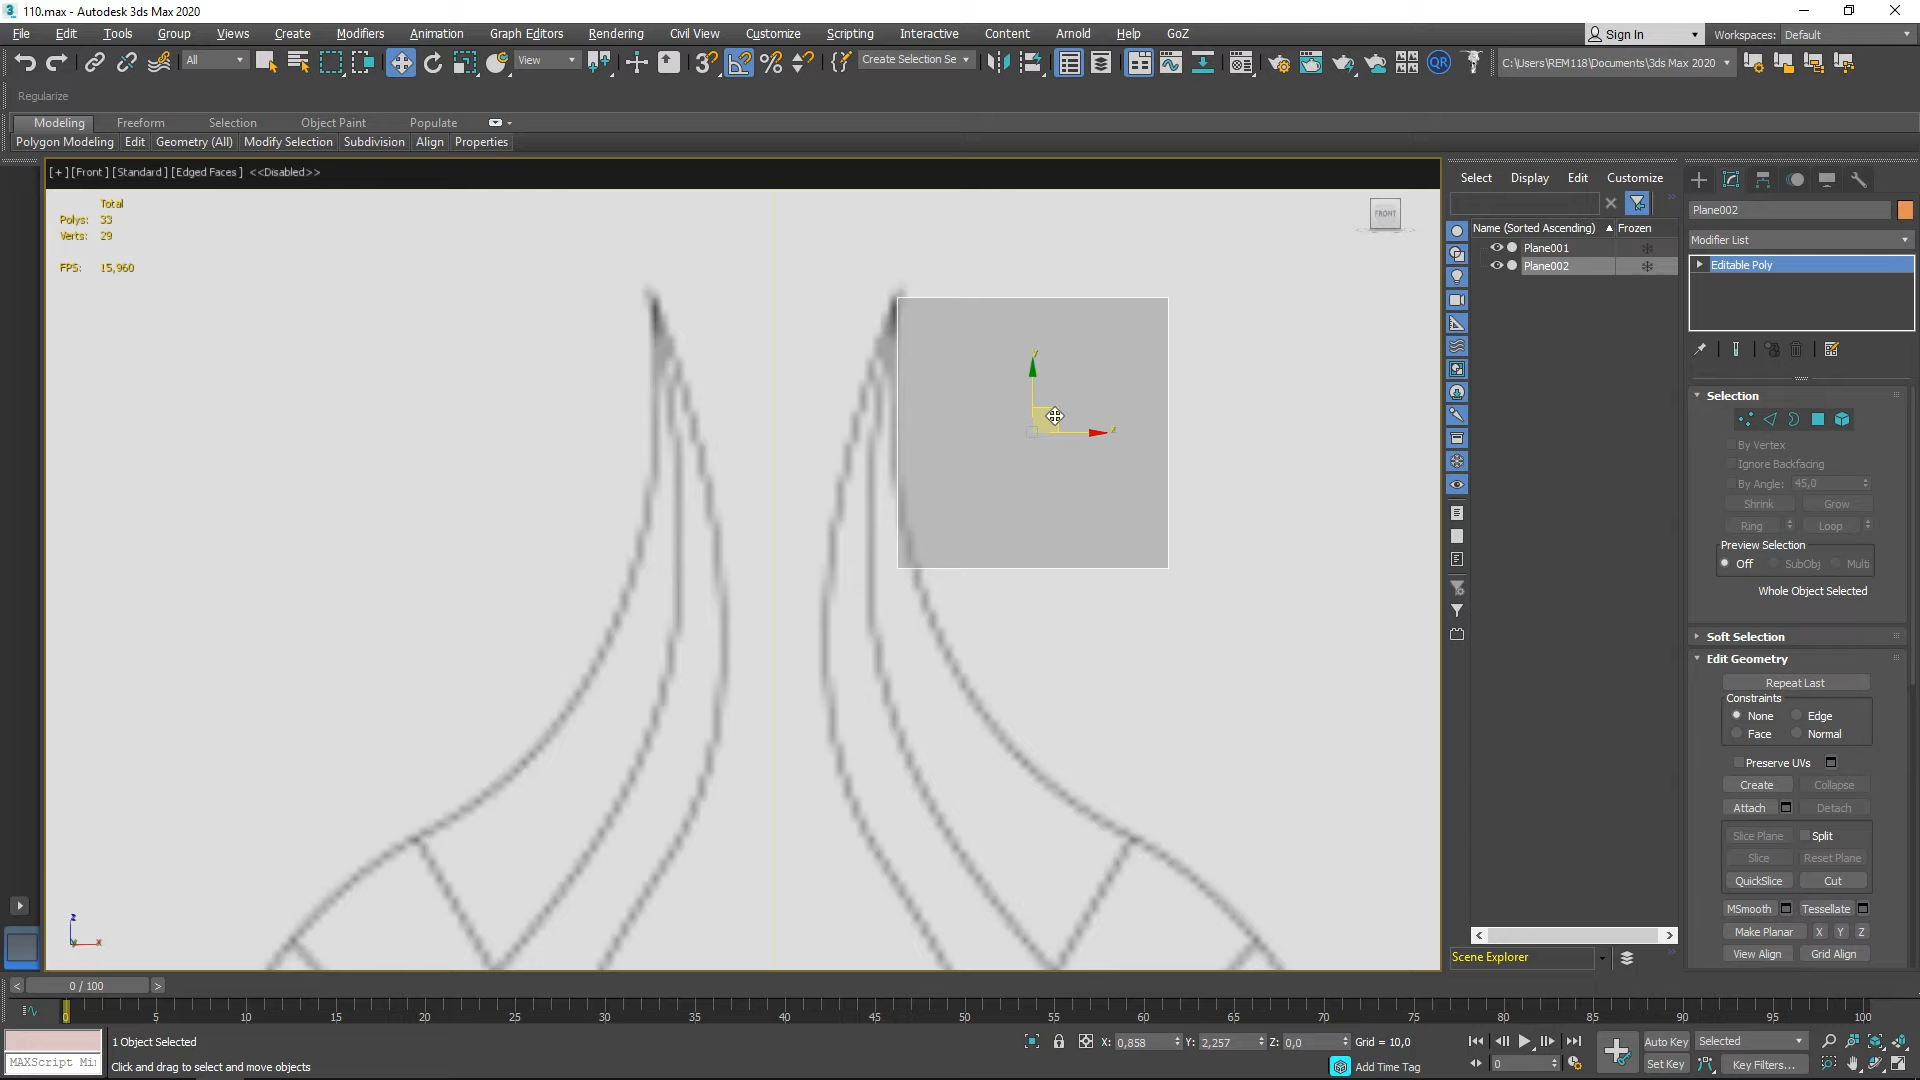 110.max - Autodesk 3ds Max 2020
File Edit Tools Group Views Create Modifiers Animation Graph Editors Rendering Civil View Customize Scripting Interactive Content Arnold Help GoZ Sign In Workspaces: Default
All View Create Selection Se QR C:\Users\REM118\Documents\3ds Max 2020
Regularize
Modeling Freeform Selection Object Paint Populate
Polygon Modeling Edit Geometry (All) Modify Selection Subdivision Align Properties
[+] [Front] [Standard] [Edged Faces] <<Disabled>>
Total
Polys: 33
Verts: 29
FPS: 15,960
FRONT
y
x
z
x
Select Display Edit Customize
Name (Sorted Ascending) Frozen
Plane001
Plane002
Scene Explorer
Plane002
Modifier List
Editable Poly
Selection
By Vertex
Ignore Backfacing
By Angle: 45,0
Shrink Grow
Ring Loop
Preview Selection
Off SubObj Multi
Whole Object Selected
Soft Selection
Edit Geometry
Repeat Last
Constraints
None Edge
Face Normal
Preserve UVs
Create Collapse
Attach Detach
Slice Plane Split
Slice Reset Plane
QuickSlice Cut
MSmooth Tessellate
Make Planar X Y Z
View Align Grid Align
< 0 / 100 >
0 5 10 15 20 25 30 35 40 45 50 55 60 65 70 75 80 85 90 95 100
1 Object Selected X: 0,858 Y: 2,257 Z: 0,0 Grid = 10,0 Auto Key Selected
MAXScript Mi Click and drag to select and move objects Add Time Tag 0 Set Key Key Filters...